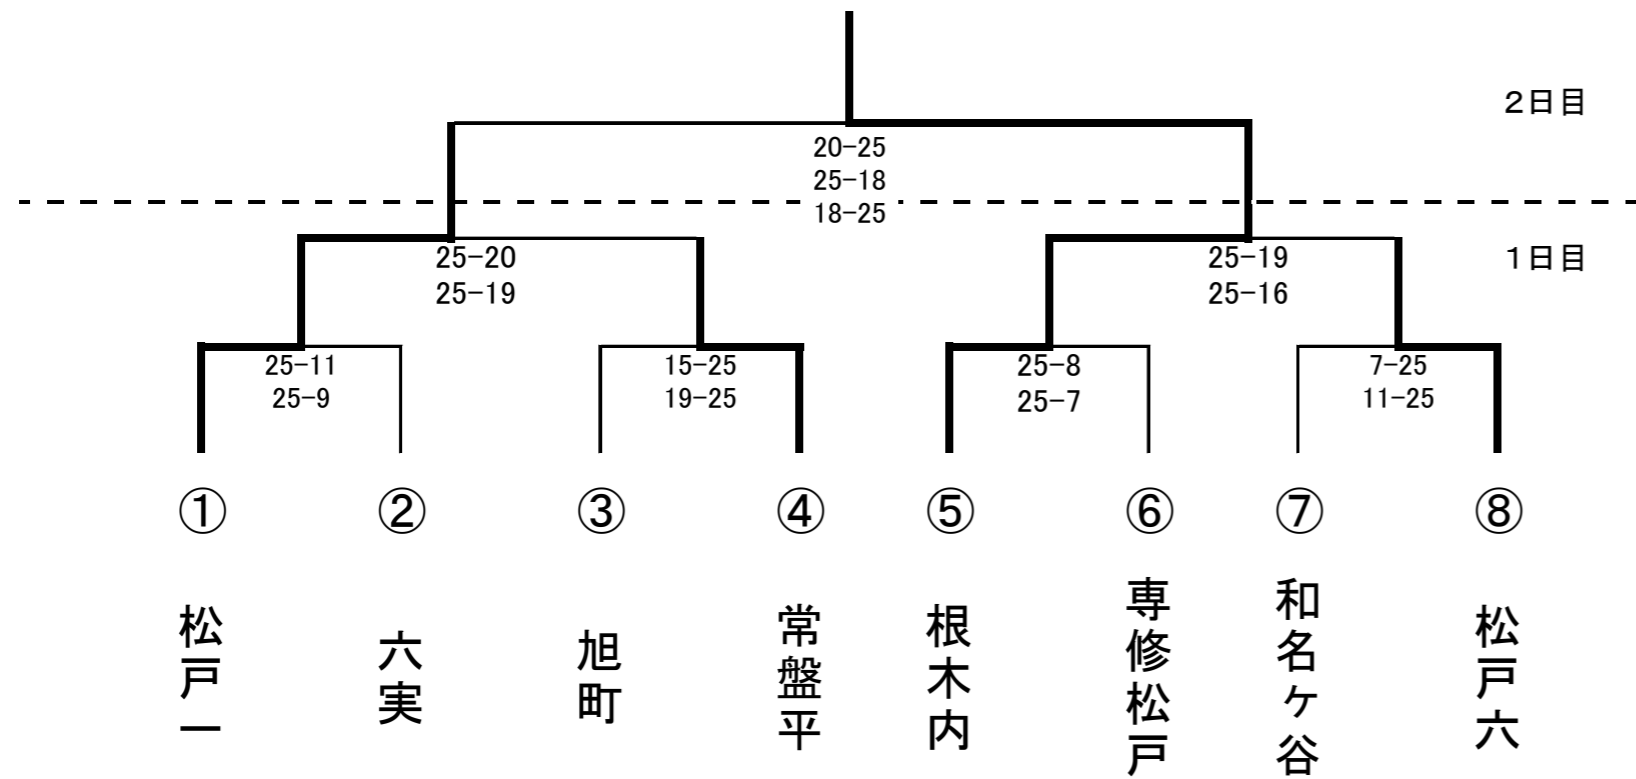 2日目
20-25
25-18
18-25
1日目
25-20
25-19
25-19
25-16
25-11
25-9
15-25
19-25
25-8
25-7
7-25
11-25
①
②
③
④
⑤
⑥
⑦
⑧
松戸一
六実
旭町
常盤平
根木内
専修松戸
和名ケ谷
松戸六